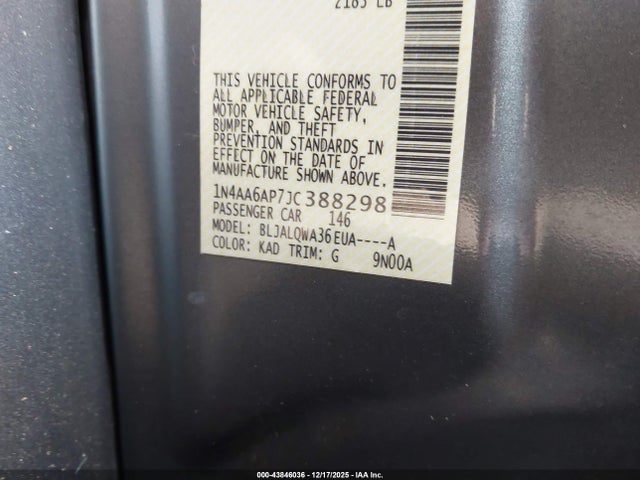 2185 LB
THIS VEHICLE CONFORMS TO
ALL APPLICABLE FEDERAL
MOTOR VEHICLE SAFETY,
BUMPER, AND THEFT
PREVENTION STANDARDS IN
EFFECT ON THE DATE OF
MANUFACTURE SHOWN ABOVE.
1N4AA6AP7JC388298
PASSENGER CAR 146
MODEL: BLJALQWA36EUA----A
COLOR: KAD TRIM: G 9N00A
000-43846036 - 12/17/2025 - IAA Inc.